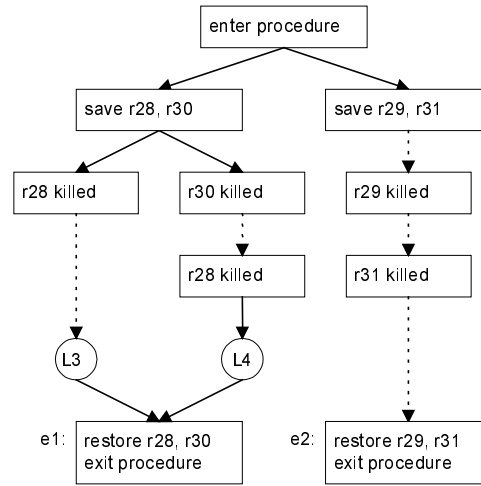 enter procedure
save r28, r30
save r29, r31
r28 killed
r30 killed
r29 killed
r28 killed
r31 killed
L3
L4
e1:
restore r28, r30
exit procedure
e2:
restore r29, r31
exit procedure